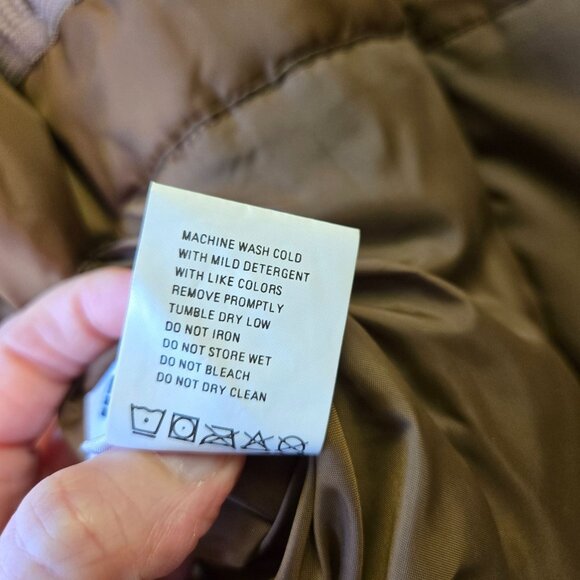 MACHINE WASH COLD
WITH MILD DETERGENT
WITH LIKE COLORS
REMOVE PROMPTLY
TUMBLE DRY LOW
DO NOT IRON
DO NOT STORE WET
DO NOT BLEACH
DO NOT DRY CLEAN